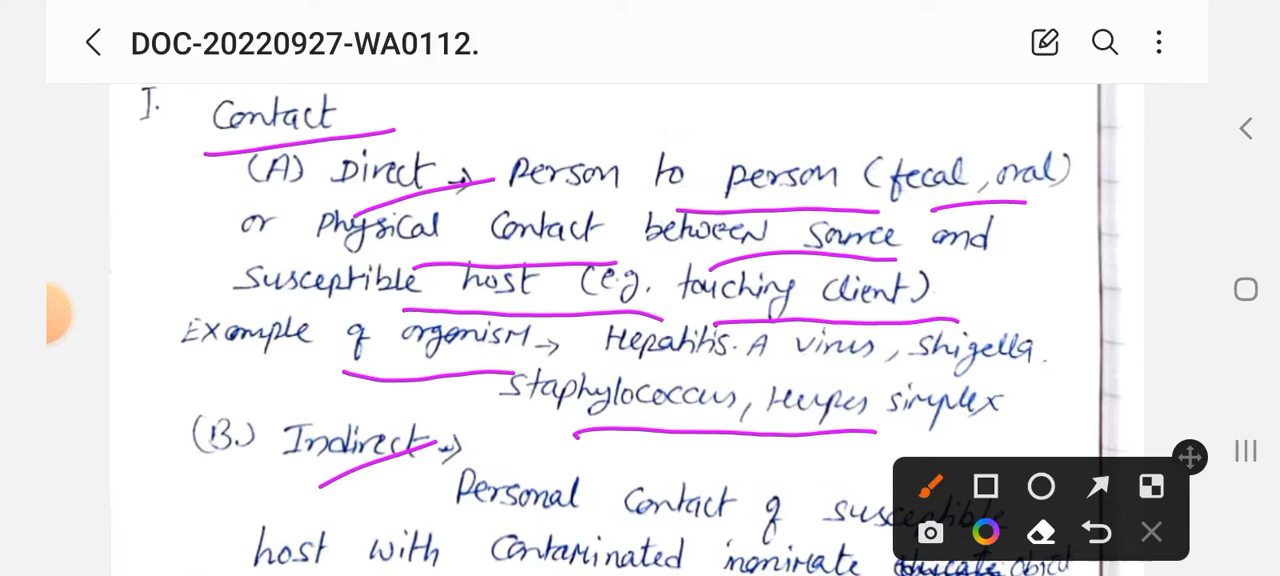 DOC-20220927-WA0112.
I. Contact
(A) Direct → Person to person (fecal, oral)
or Physical Contact between source and
susceptible host (e.g. touching client).
Example of organism → Hepatitis. A virus, Shigella.
Staphylococcus, Herpes simplex
(B.) Indirect →
Personal Contact of susceptible
host with Contaminated inanimate object